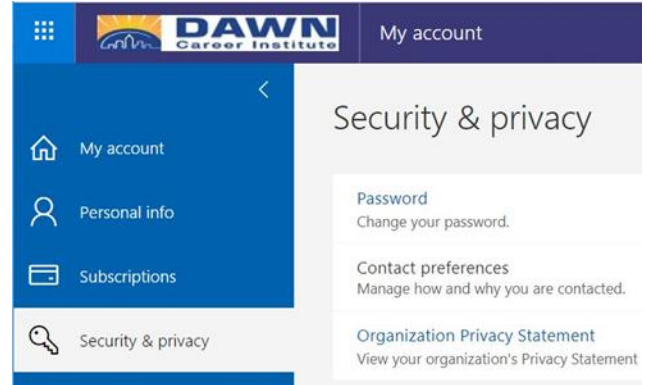 DAWN
Career Institute
My account
My account
Personal info
Subscriptions
Security & privacy
Security & privacy
Password
Change your password.
Contact preferences
Manage how and why you are contacted.
Organization Privacy Statement
View your organization's Privacy Statement